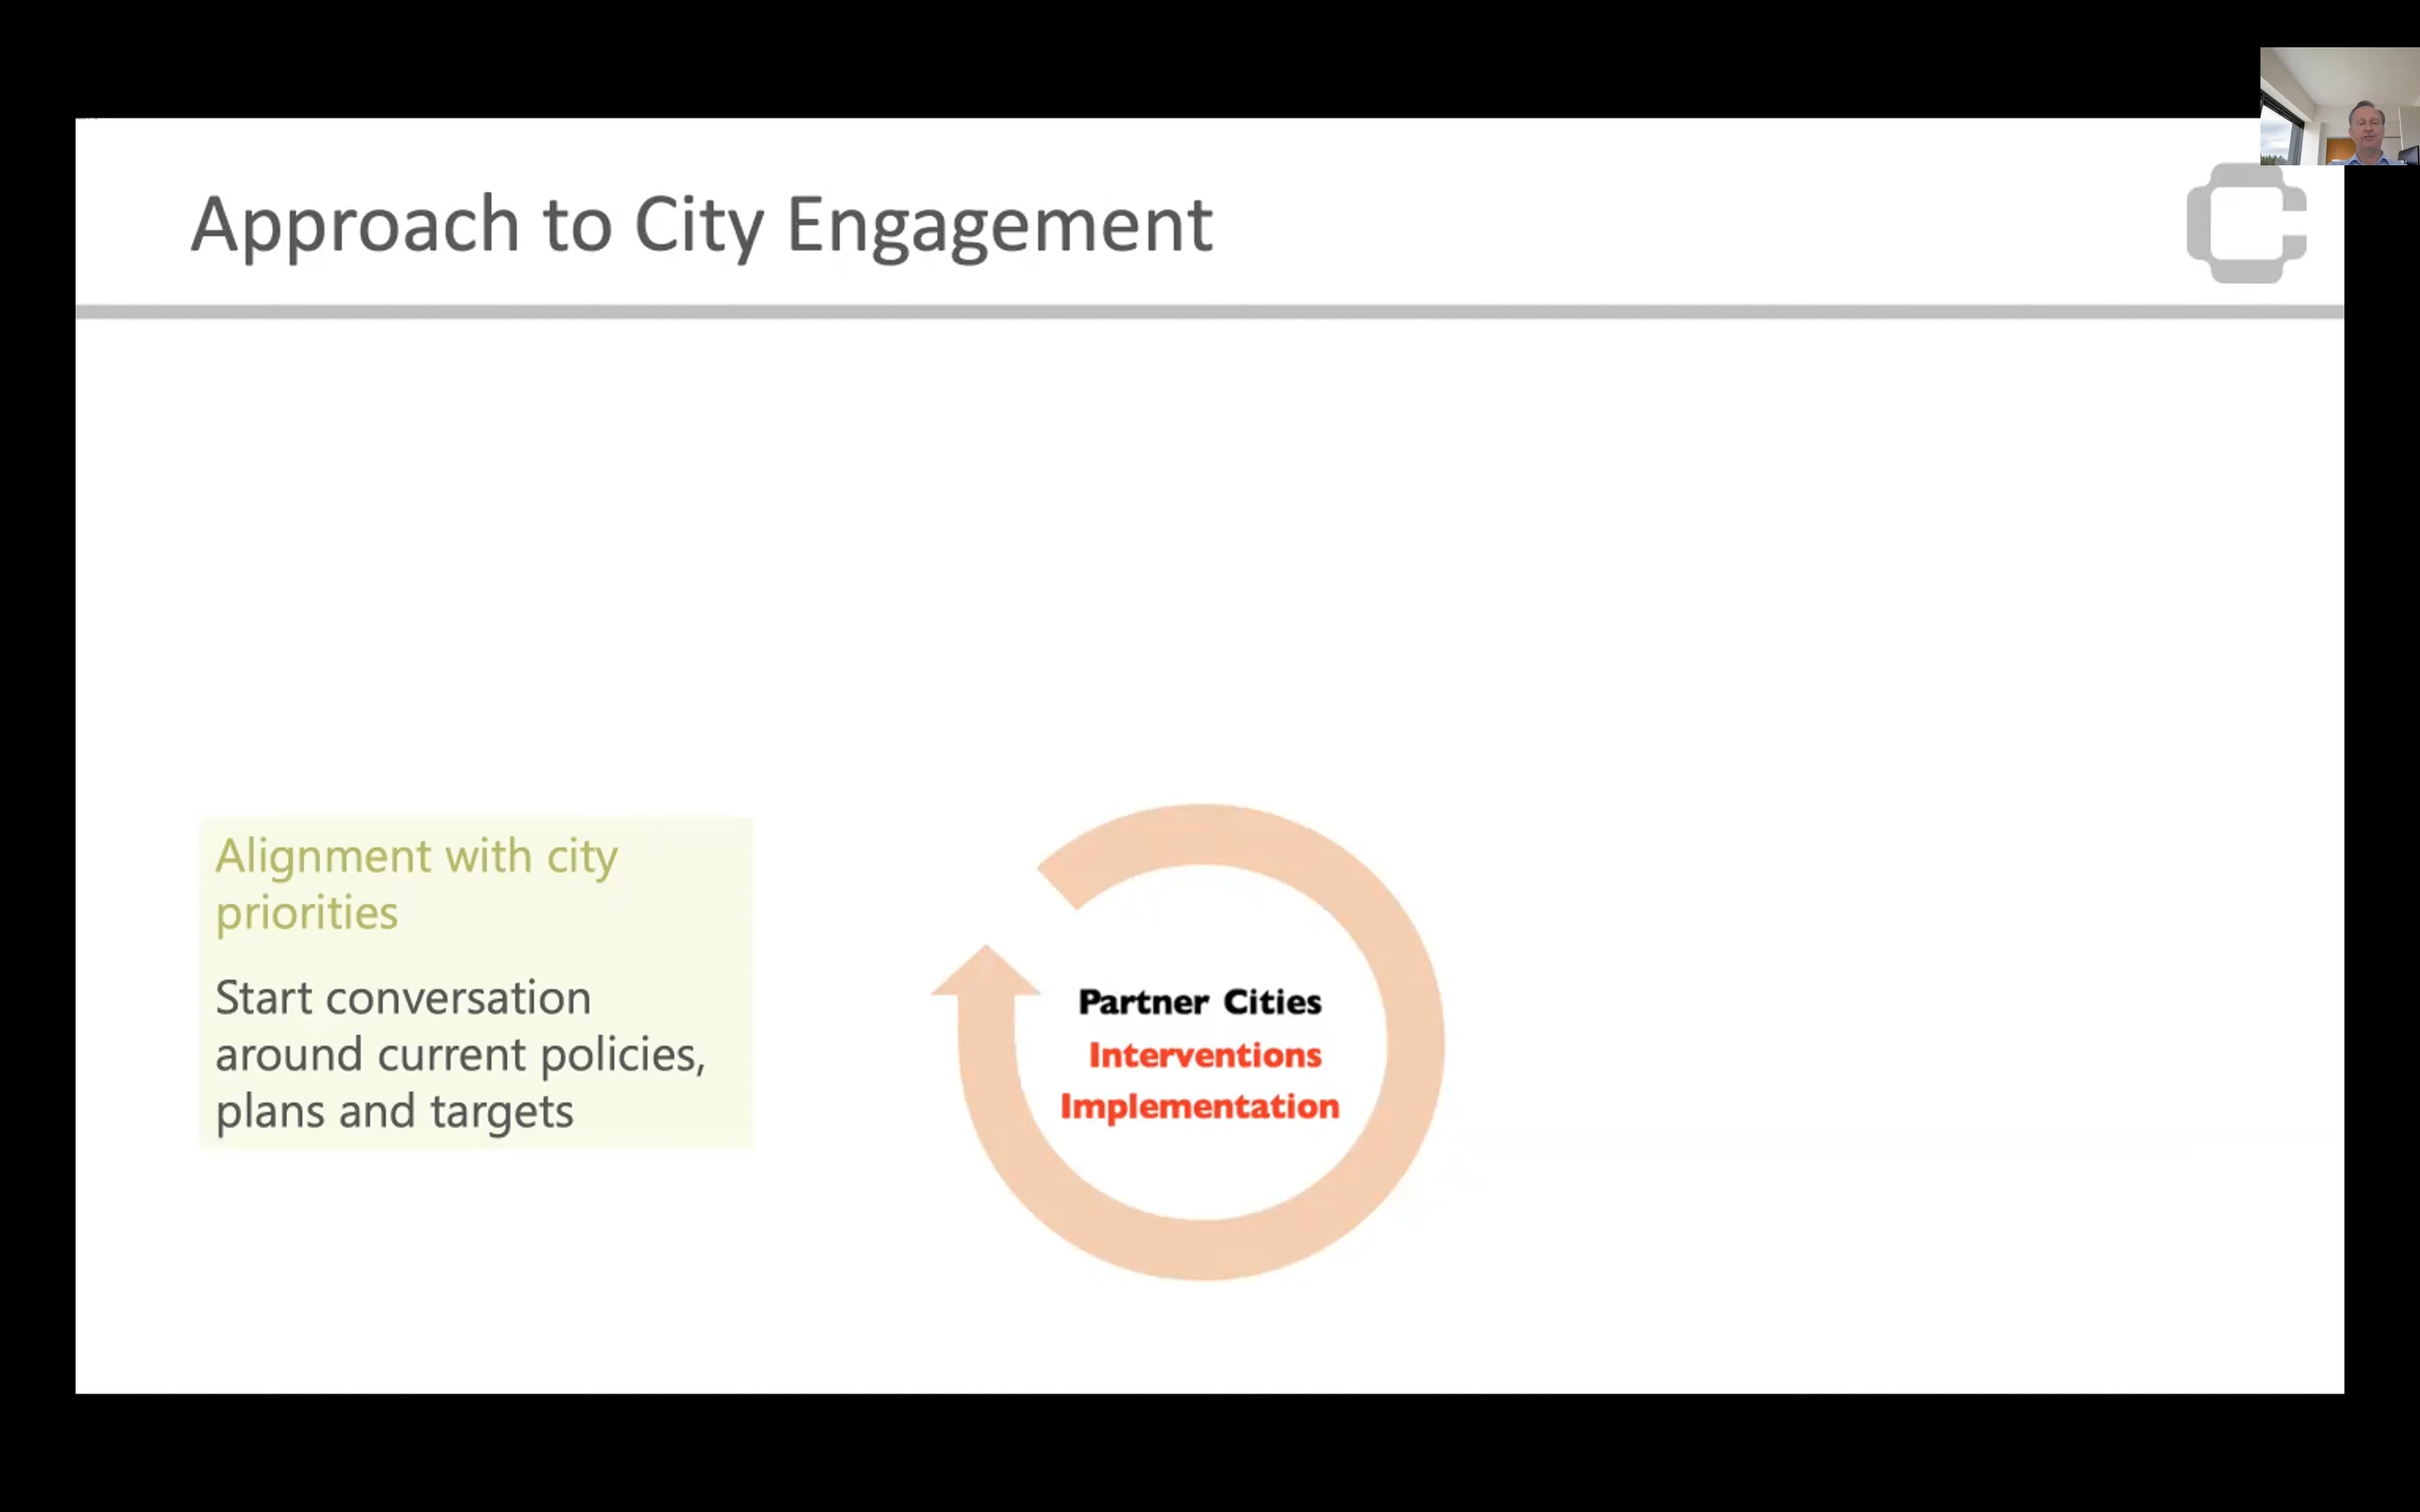 Approach to City Engagement
Alignment with city
priorities
Start conversation
around current policies,
plans and targets
Partner Cities
Interventions
Implementation